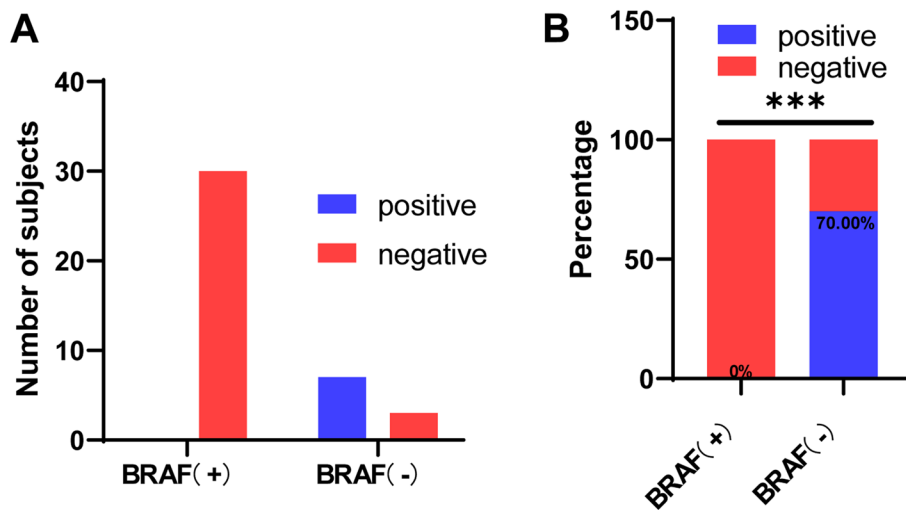 A
Number of subjects
40
30
20
10
0
positive
negative
BRAF(+)
BRAF(-)
B
Percentage
150
100
50
0
positive
negative
***
70.00%
0%
BRAF(+)
BRAF(-)